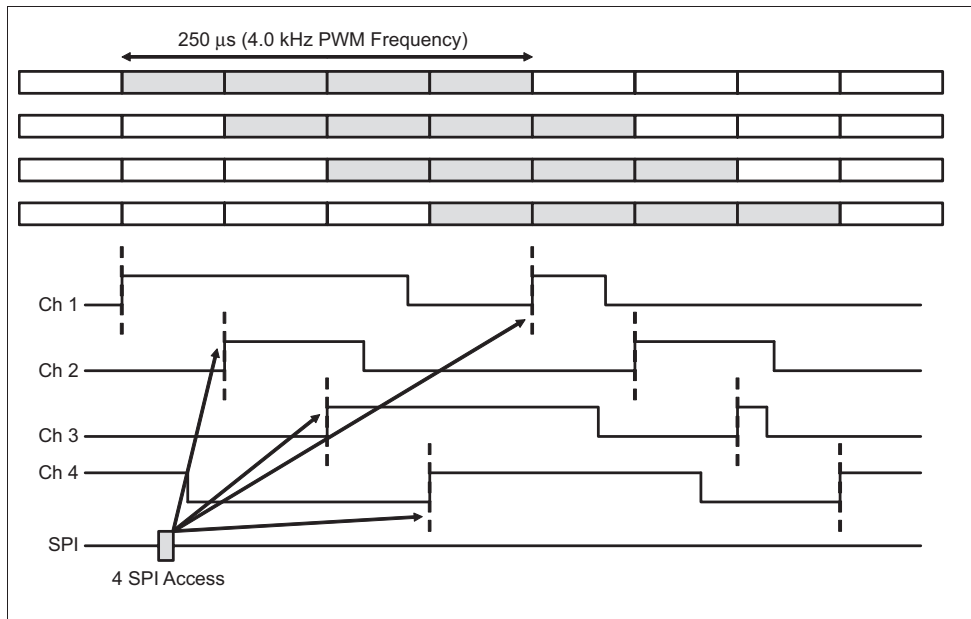 250 μs (4.0 kHz PWM Frequency)
Ch 1
Ch 2
Ch 3
Ch 4
SPI
4 SPI Access